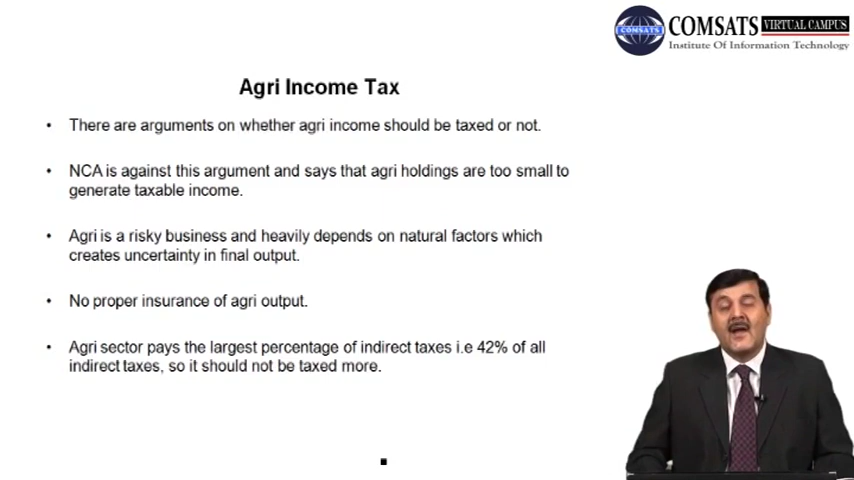 COMSATS VIRTUAL CAMPUS
COMSATS
Institute Of Information Technology
Agri Income Tax
• There are arguments on whether agri income should be taxed or not.
• NCA is against this argument and says that agri holdings are too small to
generate taxable income.
• Agri is a risky business and heavily depends on natural factors which
creates uncertainty in final output.
• No proper insurance of agri output.
• Agri sector pays the largest percentage of indirect taxes i.e 42% of all
indirect taxes, so it should not be taxed more.